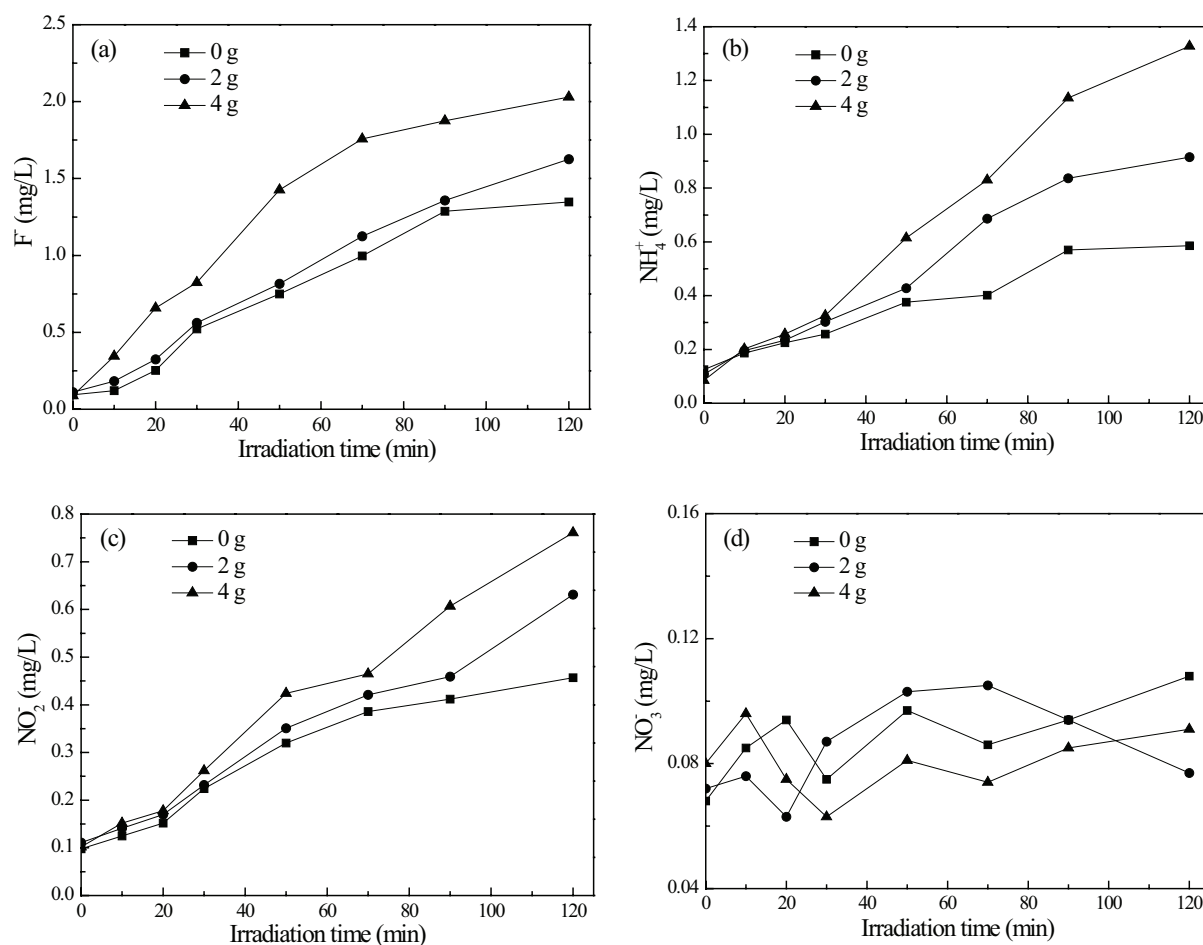 (a)
0 g
2 g
4 g
F⁻ (mg/L)
2.5
2.0
1.5
1.0
0.5
0.0
0 20 40 60 80 100 120
Irradiation time (min)
(b)
0 g
2 g
4 g
NH₄⁺ (mg/L)
1.4
1.2
1.0
0.8
0.6
0.4
0.2
0.0
0 20 40 60 80 100 120
Irradiation time (min)
(c)
0 g
2 g
4 g
NO₂⁻ (mg/L)
0.8
0.7
0.6
0.5
0.4
0.3
0.2
0.1
0.0
0 20 40 60 80 100 120
Irradiation time (min)
(d)
0 g
2 g
4 g
NO₃⁻ (mg/L)
0.16
0.12
0.08
0.04
0 20 40 60 80 100 120
Irradiation time (min)